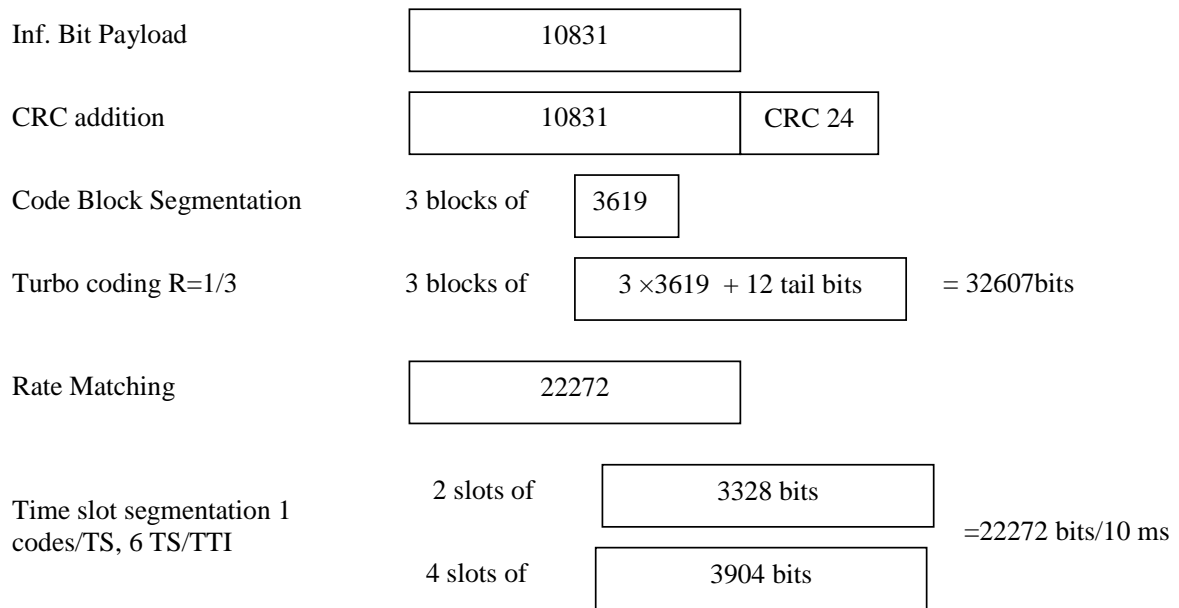 Inf. Bit Payload 10831
CRC addition 10831 CRC 24
Code Block Segmentation 3 blocks of 3619
Turbo coding R=1/3 3 blocks of 3 ×3619 + 12 tail bits = 32607bits
Rate Matching 22272
2 slots of 3328 bits
Time slot segmentation 1
codes/TS, 6 TS/TTI =22272 bits/10 ms
4 slots of 3904 bits